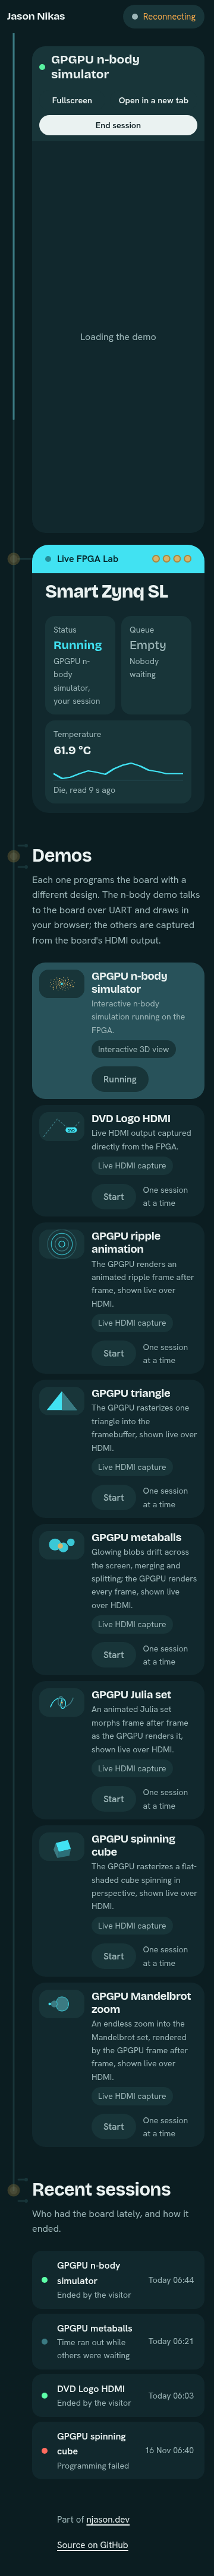 Jason Nikas
Reconnecting
GPGPU n-body
simulator
Fullscreen
Open in a new tab
End session
Loading the demo
Live FPGA Lab
Smart Zynq SL
Status
Running
GPGPU n-
body
simulator,
your session
Queue
Empty
Nobody
waiting
Temperature
61.9 °C
Die, read 9 s ago
Demos
Each one programs the board with a
different design. The n-body demo talks
to the board over UART and draws in
your browser; the others are captured
from the board's HDMI output.
GPGPU n-body
simulator
Interactive n-body
simulation running on the
FPGA.
Interactive 3D view
Running
DVD Logo HDMI
Live HDMI output captured
directly from the FPGA.
Live HDMI capture
Start
One session
at a time
GPGPU ripple
animation
The GPGPU renders an
animated ripple frame after
frame, shown live over
HDMI.
Live HDMI capture
Start
One session
at a time
GPGPU triangle
The GPGPU rasterizes one
triangle into the
framebuffer, shown live over
HDMI.
Live HDMI capture
Start
One session
at a time
GPGPU metaballs
Glowing blobs drift across
the screen, merging and
splitting; the GPGPU renders
every frame, shown live
over HDMI.
Live HDMI capture
Start
One session
at a time
GPGPU Julia set
An animated Julia set
morphs frame after frame
as the GPGPU renders it,
shown live over HDMI.
Live HDMI capture
Start
One session
at a time
GPGPU spinning
cube
The GPGPU rasterizes a flat-
shaded cube spinning in
perspective, shown live over
HDMI.
Live HDMI capture
Start
One session
at a time
GPGPU Mandelbrot
zoom
An endless zoom into the
Mandelbrot set, rendered
by the GPGPU frame after
frame, shown live over
HDMI.
Live HDMI capture
Start
One session
at a time
Recent sessions
Who had the board lately, and how it
ended.
GPGPU n-body
simulator
Ended by the visitor
Today 06:44
GPGPU metaballs
Time ran out while
others were waiting
Today 06:21
DVD Logo HDMI
Ended by the visitor
Today 06:03
GPGPU spinning
cube
Programming failed
16 Nov 06:40
Part of njason.dev
Source on GitHub